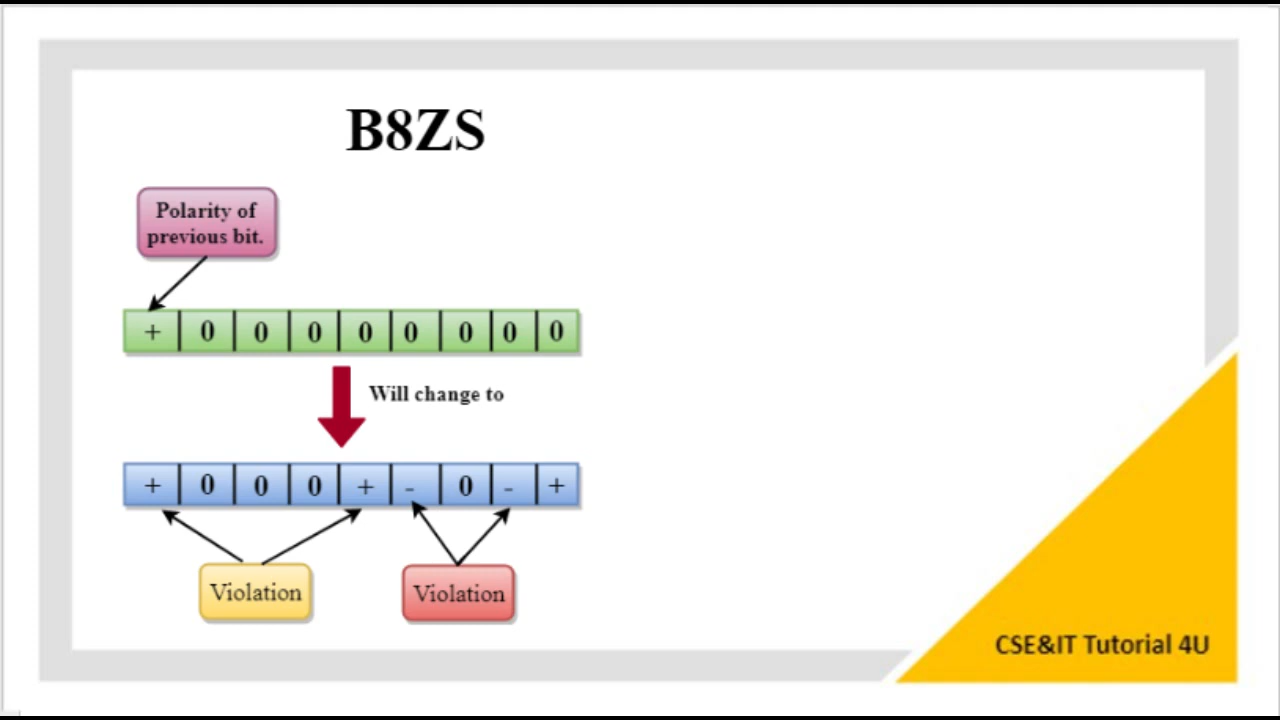 B8ZS
Polarity of
previous bit.
+ 0 0 0 0 0 0 0 0
Will change to
+ 0 0 0 + - 0 - +
Violation Violation
CSE&IT Tutorial 4U